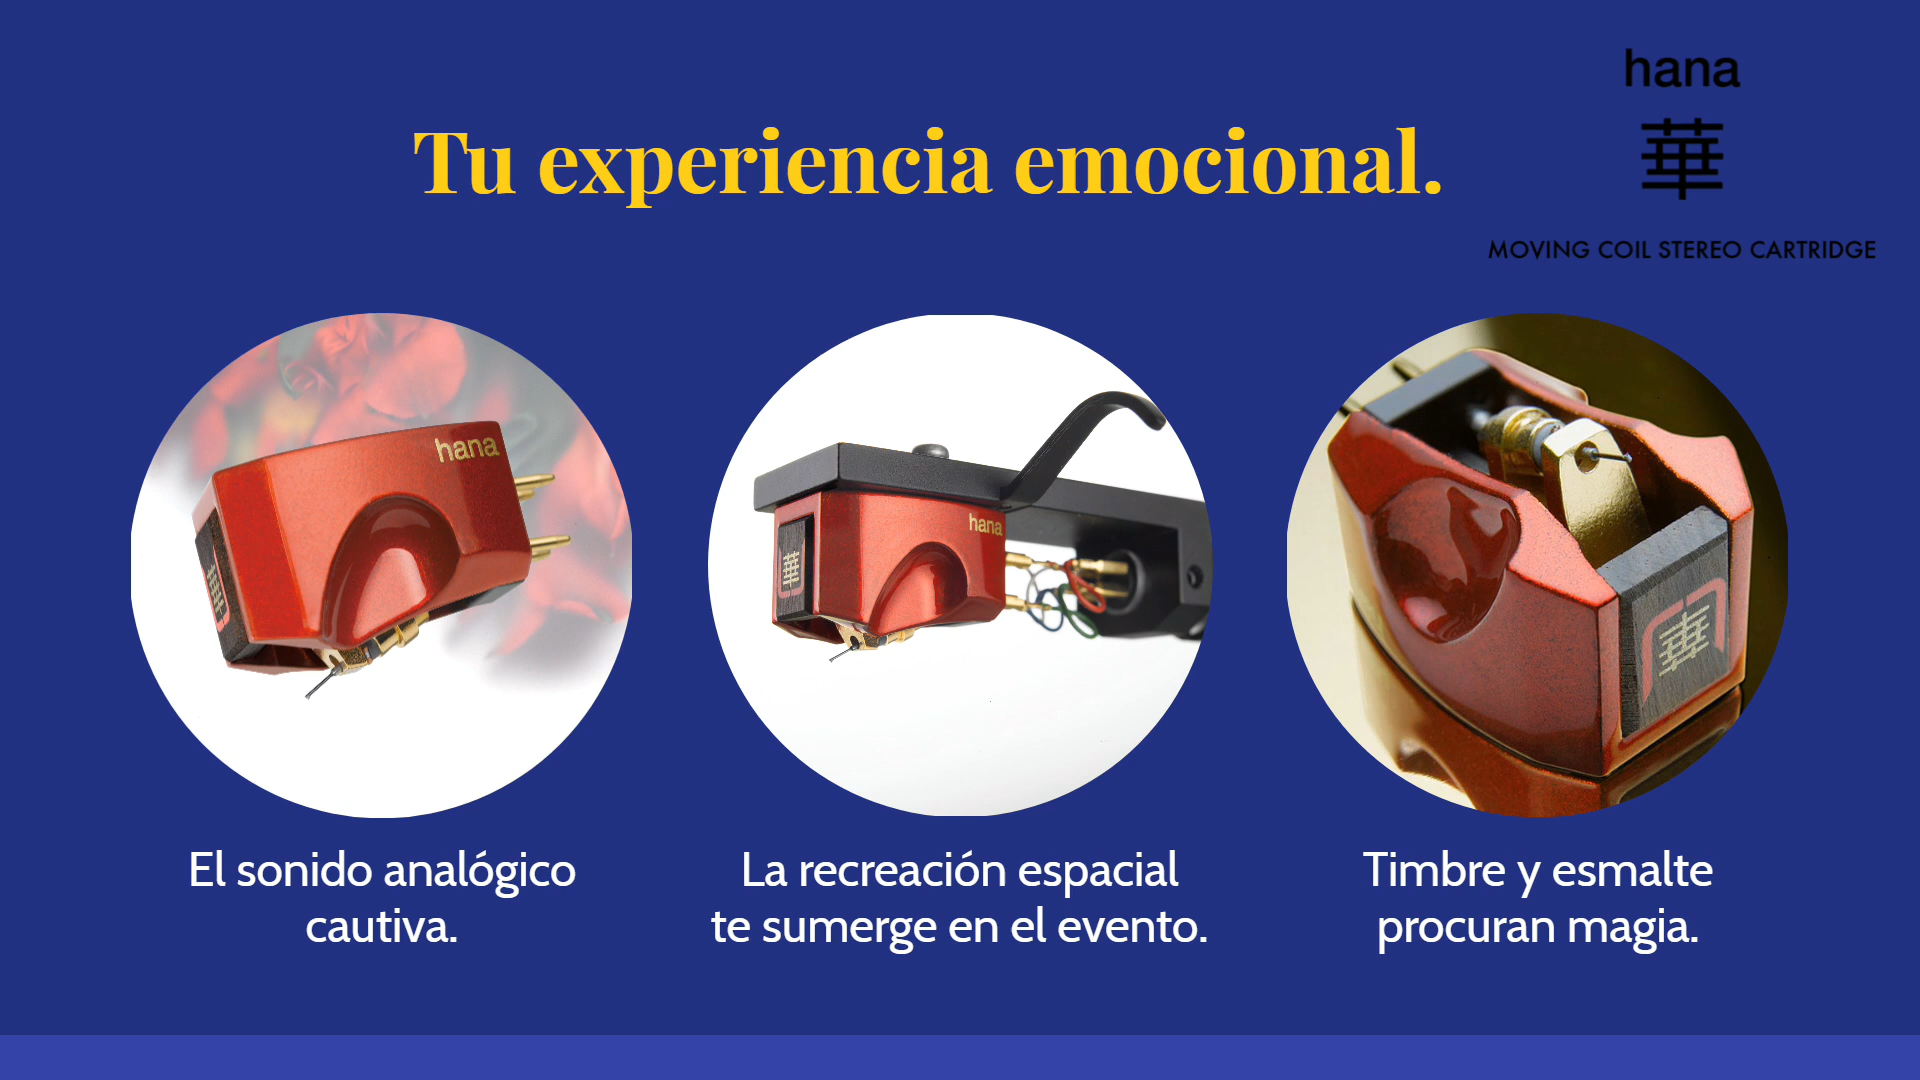 hana
華
MOVING COIL STEREO CARTRIDGE
Tu experiencia emocional.
hana
華
hana
華
華
El sonido analógico
cautiva.
La recreación espacial
te sumerge en el evento.
Timbre y esmalte
procuran magia.